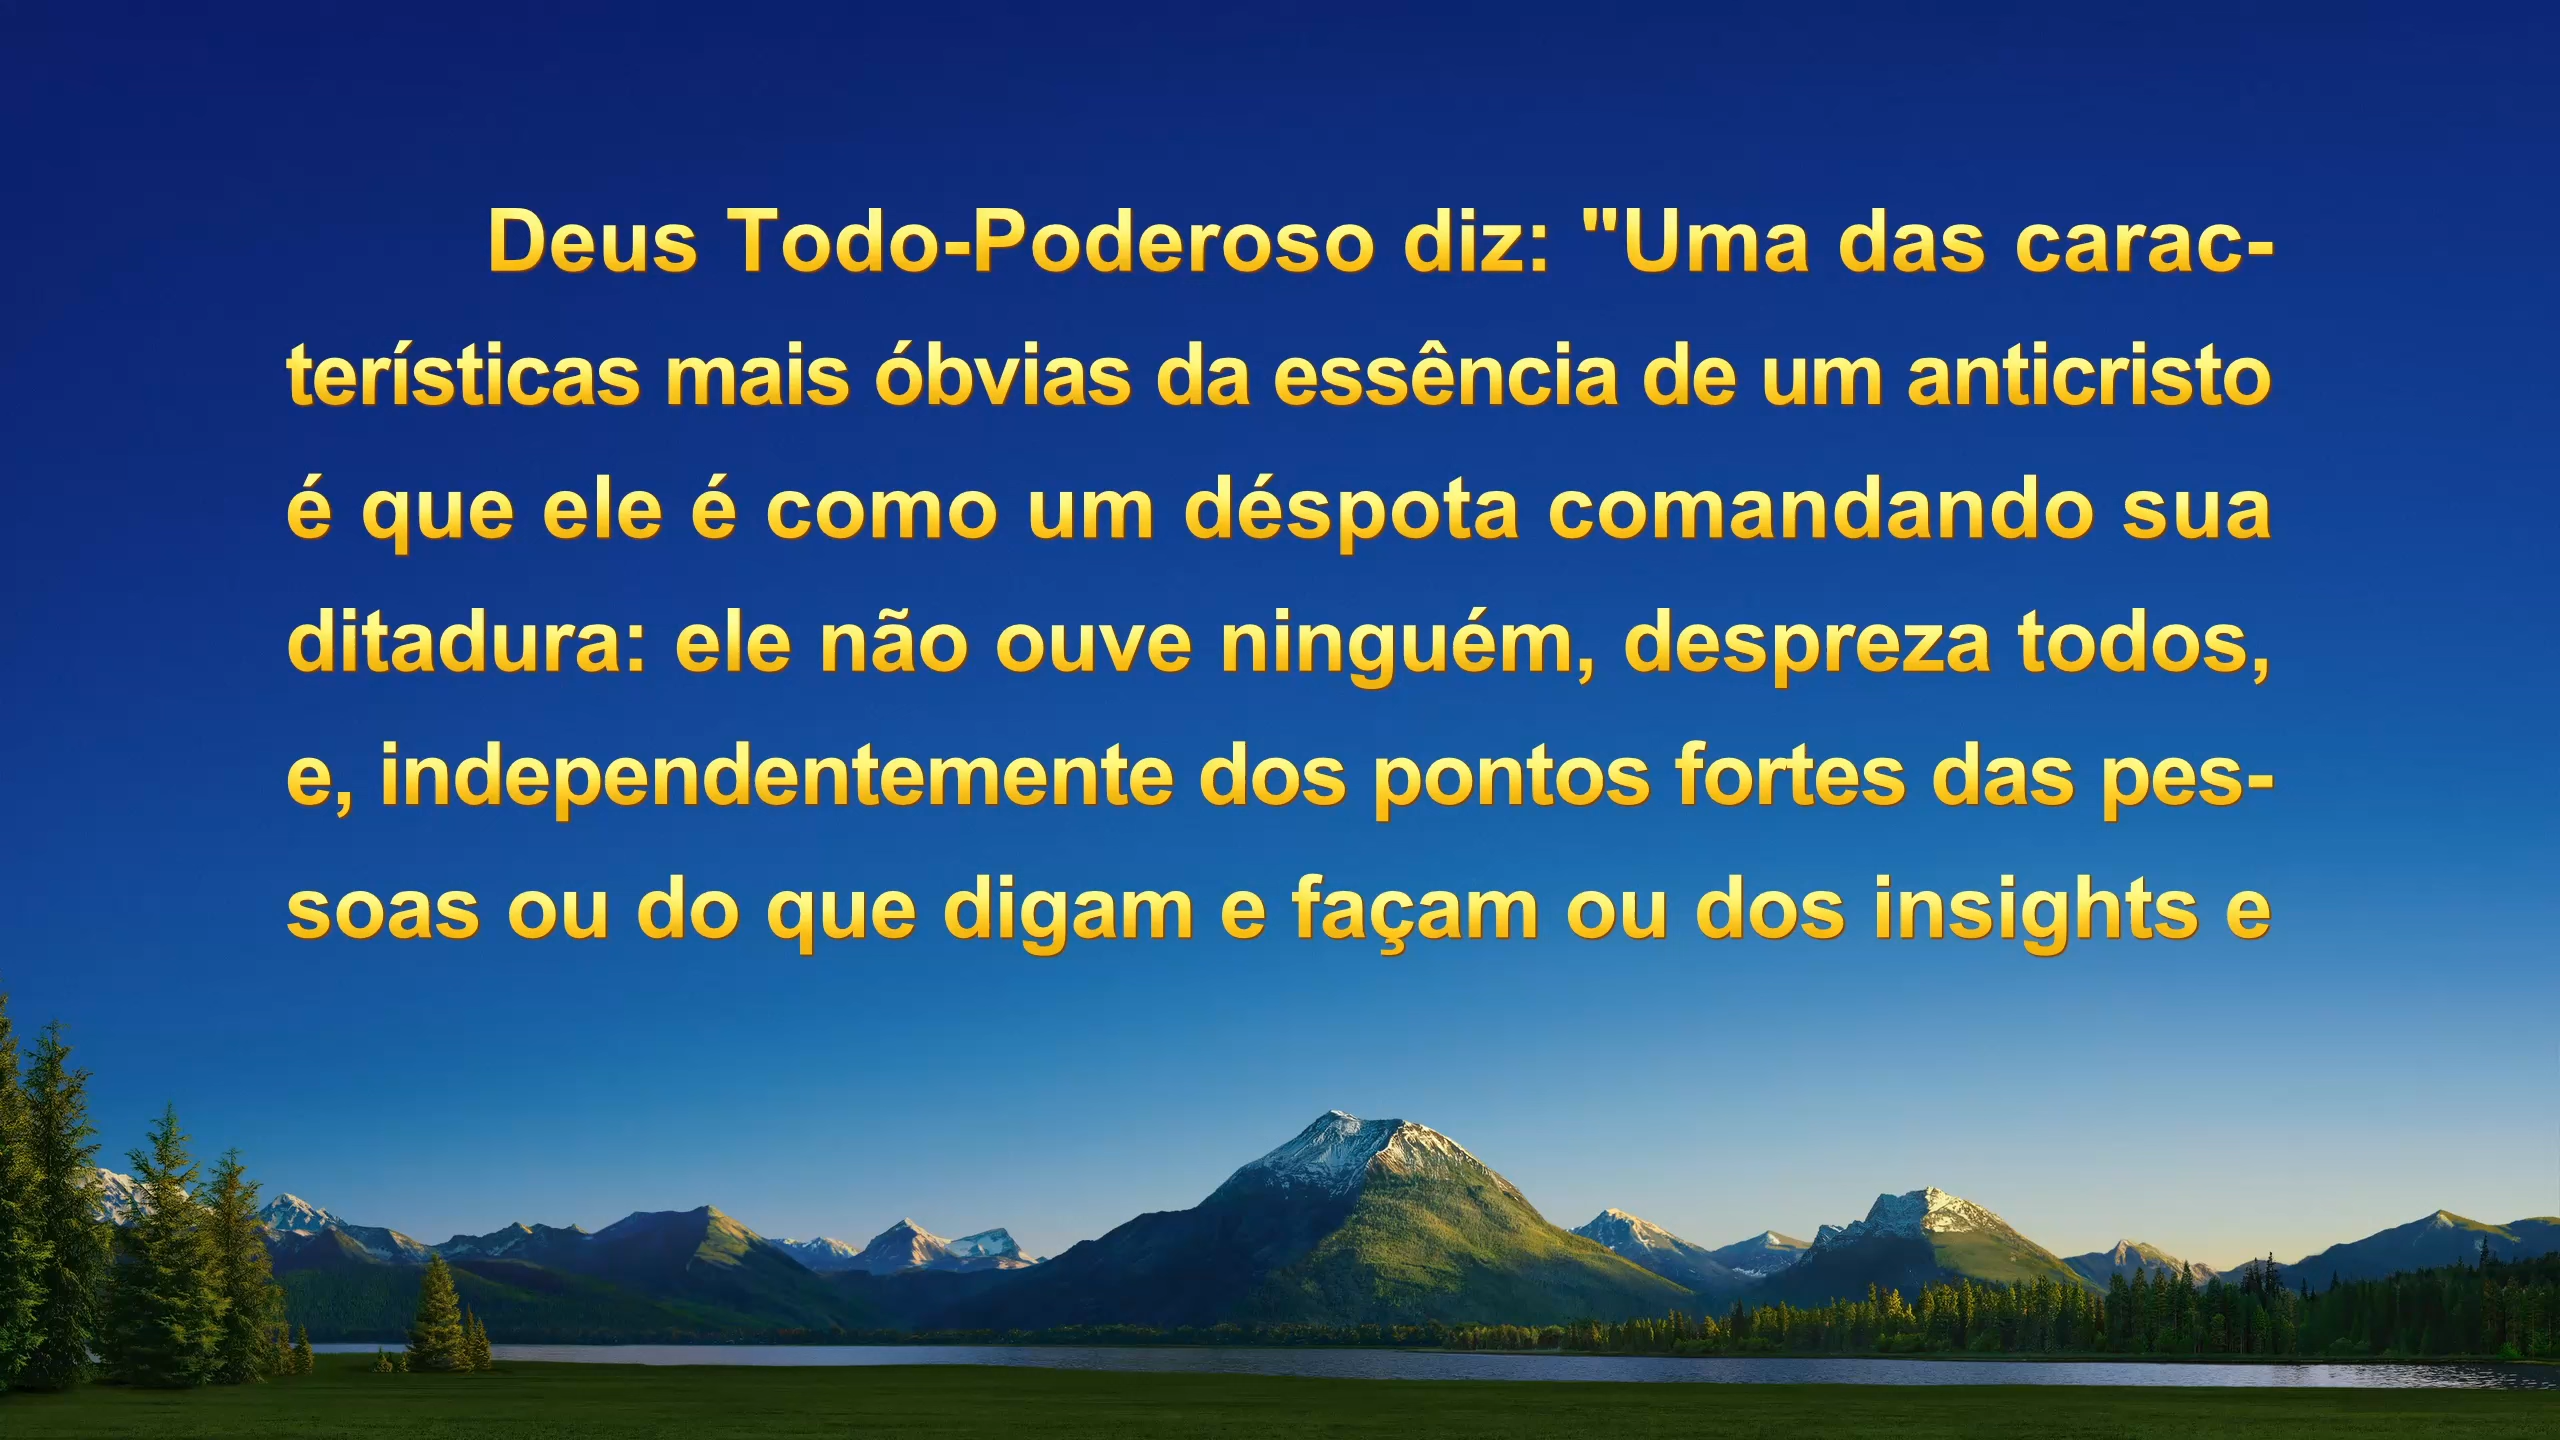 Deus Todo-Poderoso diz: "Uma das carac-
terísticas mais óbvias da essência de um anticristo
é que ele é como um déspota comandando sua
ditadura: ele não ouve ninguém, despreza todos,
e, independentemente dos pontos fortes das pes-
soas ou do que digam e façam ou dos insights e